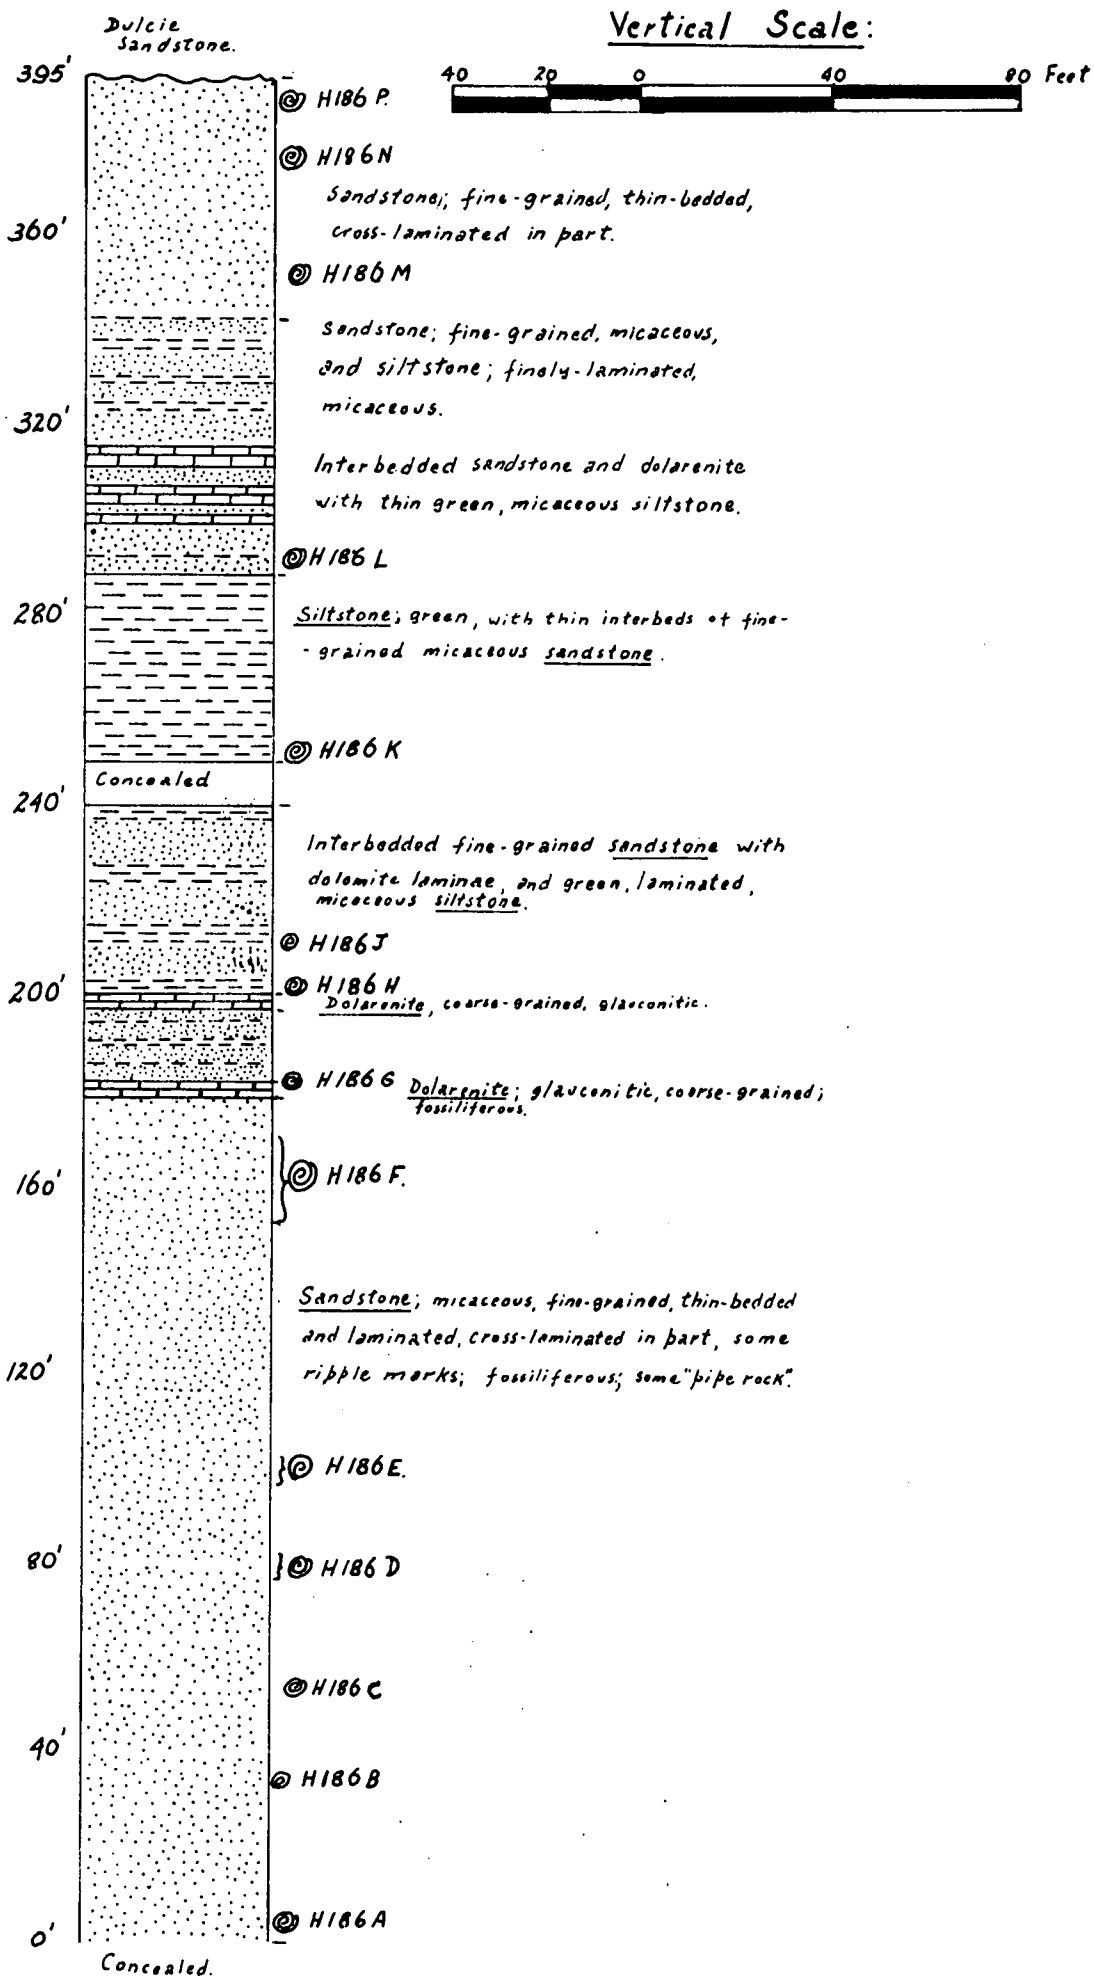 Dulcie
Sandstone.
Vertical Scale:
40 20 0 40 80 Feet
395'
H186 P.
H186 N
Sandstone; fine-grained, thin-bedded,
cross-laminated in part.
360'
H186 M
Sandstone; fine-grained, micaceous,
and siltstone; finely-laminated,
micaceous.
320'
Interbedded sandstone and dolarenite
with thin green, micaceous siltstone.
H186 L
280'
Siltstone; green, with thin interbeds of fine-
-grained micaceous sandstone.
H186 K
Concealed
240'
Interbedded fine-grained sandstone with
dolomite laminae, and green, laminated,
micaceous siltstone.
H186 J
H186 H
200'
Dolarenite, coarse-grained, glauconitic.
H186 G
Dolarenite; glauconitic, coarse-grained;
fossiliferous.
160'
H186 F.
Sandstone; micaceous, fine-grained, thin-bedded
and laminated, cross-laminated in part, some
120'
ripple marks; fossiliferous; some "pipe rock".
H186 E.
80'
H186 D
H186 C
40'
H186 B
H186 A
0'
Concealed.